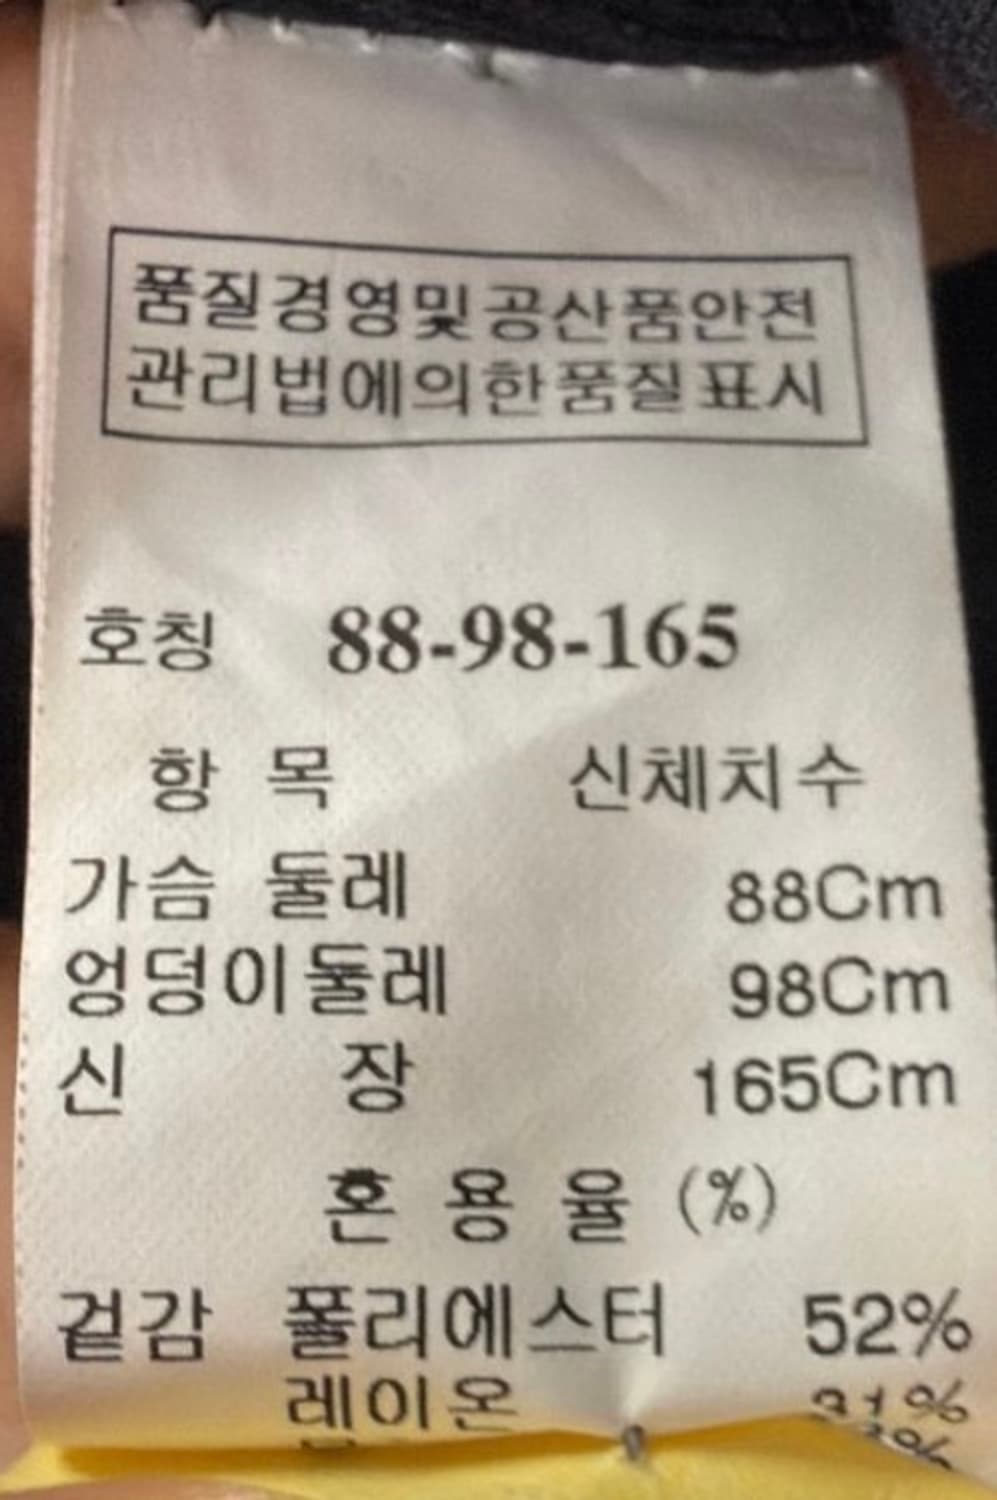 품질경영및공산품안전
관리법에의한품질표시
호칭 88-98-165
항 목 신체치수
가슴 둘레 88Cm
엉덩이둘레 98Cm
신 장 165Cm
혼 용 율 (%)
겉감 폴리에스터 52%
레이온 31%